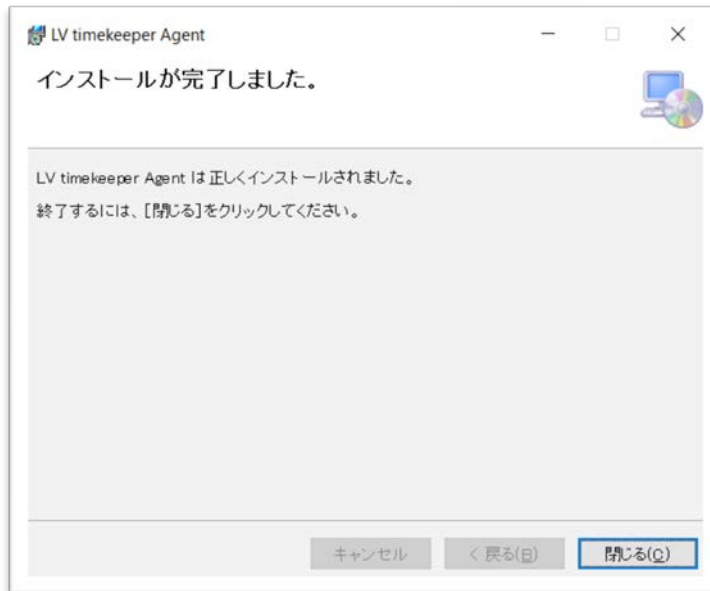 LV timekeeper Agent
インストールが完了しました。
LV timekeeper Agent は正しくインストールされました。
終了するには、[閉じる]をクリックしてください。
キャンセル
< 戻る(B)
閉じる(C)